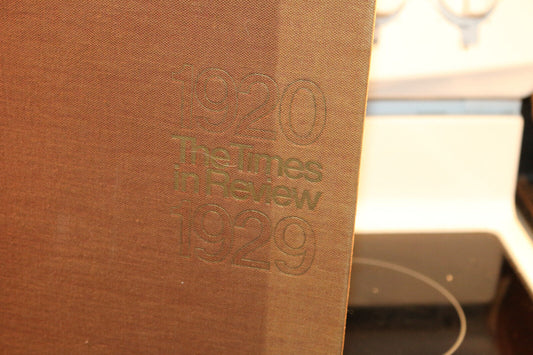 1920
The Times
in Review
1929